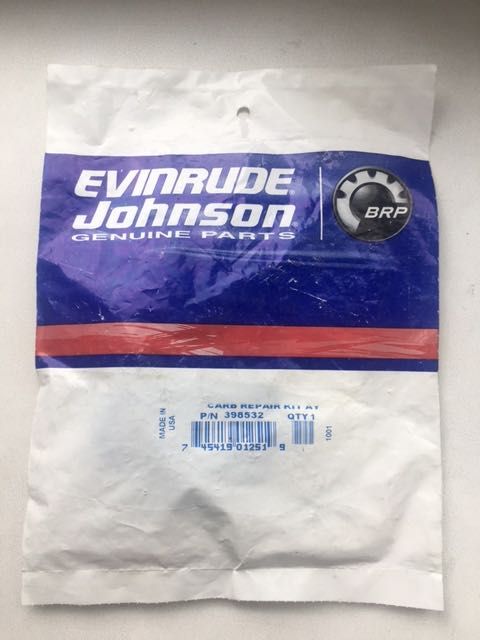 EVINRUDE
Johnson
GENUINE PARTS
BRP
CARB REPAIR KIT AY
P/N 398532 QTY 1
MADE IN
USA
1001
7 45419 01251 9